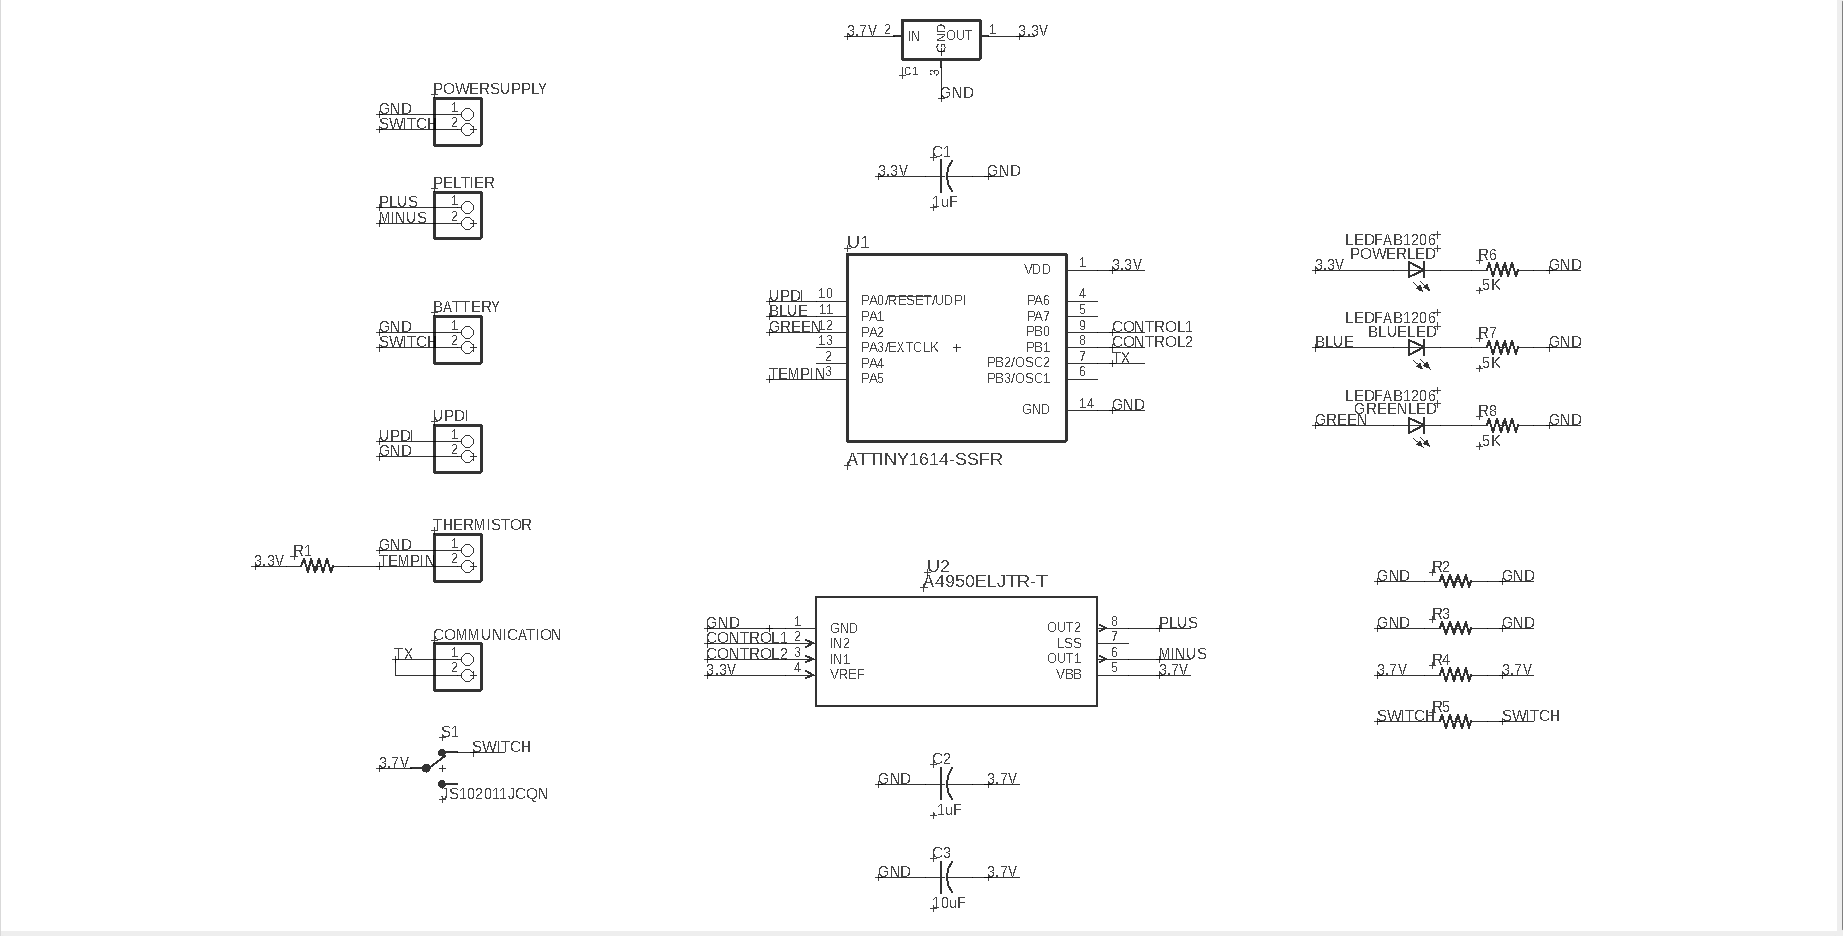 3.7V 2 IN GND OUT 1 3.3V
IC1 3
GND
POWERSUPPLY
GND 1
SWITCH 2
C1
3.3V GND
1uF
PELTIER
PLUS 1
MINUS 2
BATTERY
GND 1
SWITCH 2
UPDI
UPDI 1
GND 2
THERMISTOR
GND 1
3.3V R1 TEMPIN 2
COMMUNICATION
TX 1
2
S1
SWITCH
3.7V
JS102011JCQN
U1
VDD 1 3.3V
UPDI 10 PA0/RESET/UDPI PA6 4
BLUE 11 PA1 PA7 5
GREEN 12 PA2 PB0 9 CONTROL1
13 PA3/EXTCLK PB1 8 CONTROL2
2 PA4 PB2/OSC2 7 TX
TEMPIN 3 PA5 PB3/OSC1 6
GND 14 GND
ATTINY1614-SSFR
U2
A4950ELJTR-T
GND 1 GND OUT2 8 PLUS
CONTROL1 2 IN2 LSS 7
CONTROL2 3 IN1 OUT1 6 MINUS
3.3V 4 VREF VBB 5 3.7V
C2
GND 3.7V
1uF
C3
GND 3.7V
10uF
LEDFAB1206
POWERLED R6
3.3V GND
5K
LEDFAB1206
BLUELED R7
BLUE GND
5K
LEDFAB1206
GREENLED R8
GREEN GND
5K
R2
GND GND
R3
GND GND
R4
3.7V 3.7V
R5
SWITCH SWITCH